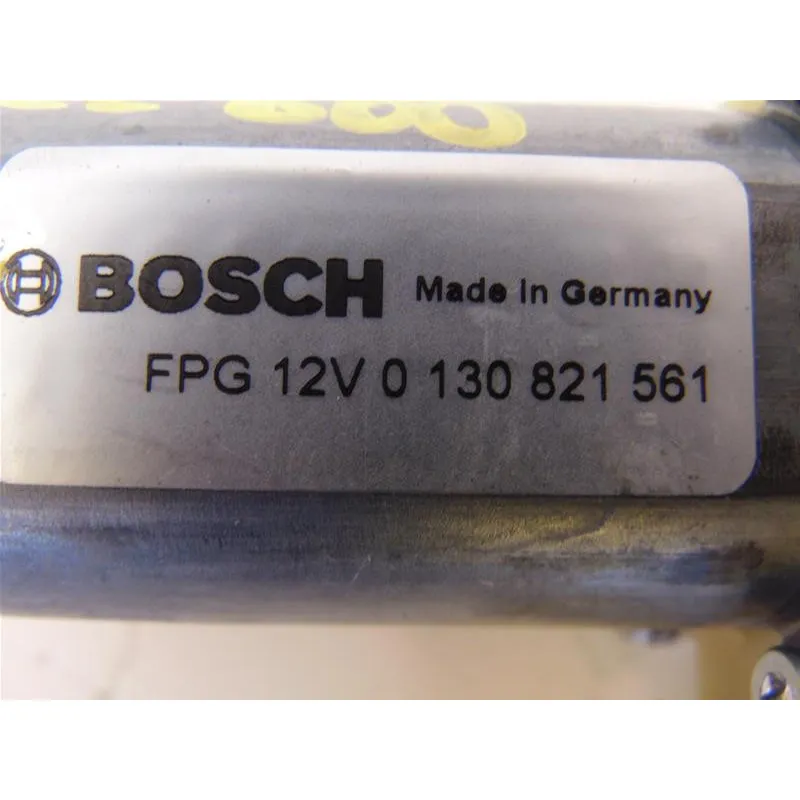 BOSCH Made In Germany
FPG 12V 0 130 821 561